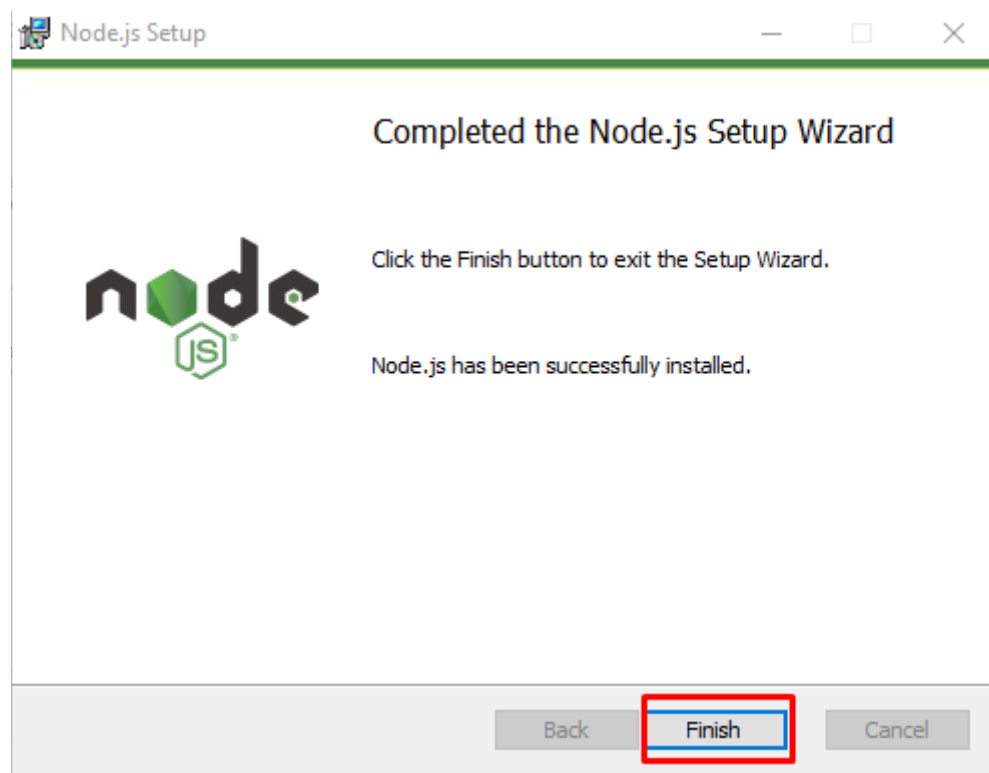 Node.js Setup
Completed the Node.js Setup Wizard
Click the Finish button to exit the Setup Wizard.
node
JS®
Node.js has been successfully installed.
Back Finish Cancel